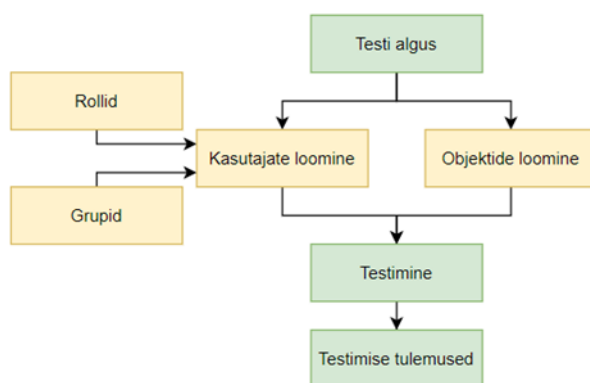 Testi algus
Rollid
Kasutajate loomine
Objektide loomine
Grupid
Testimine
Testimise tulemused